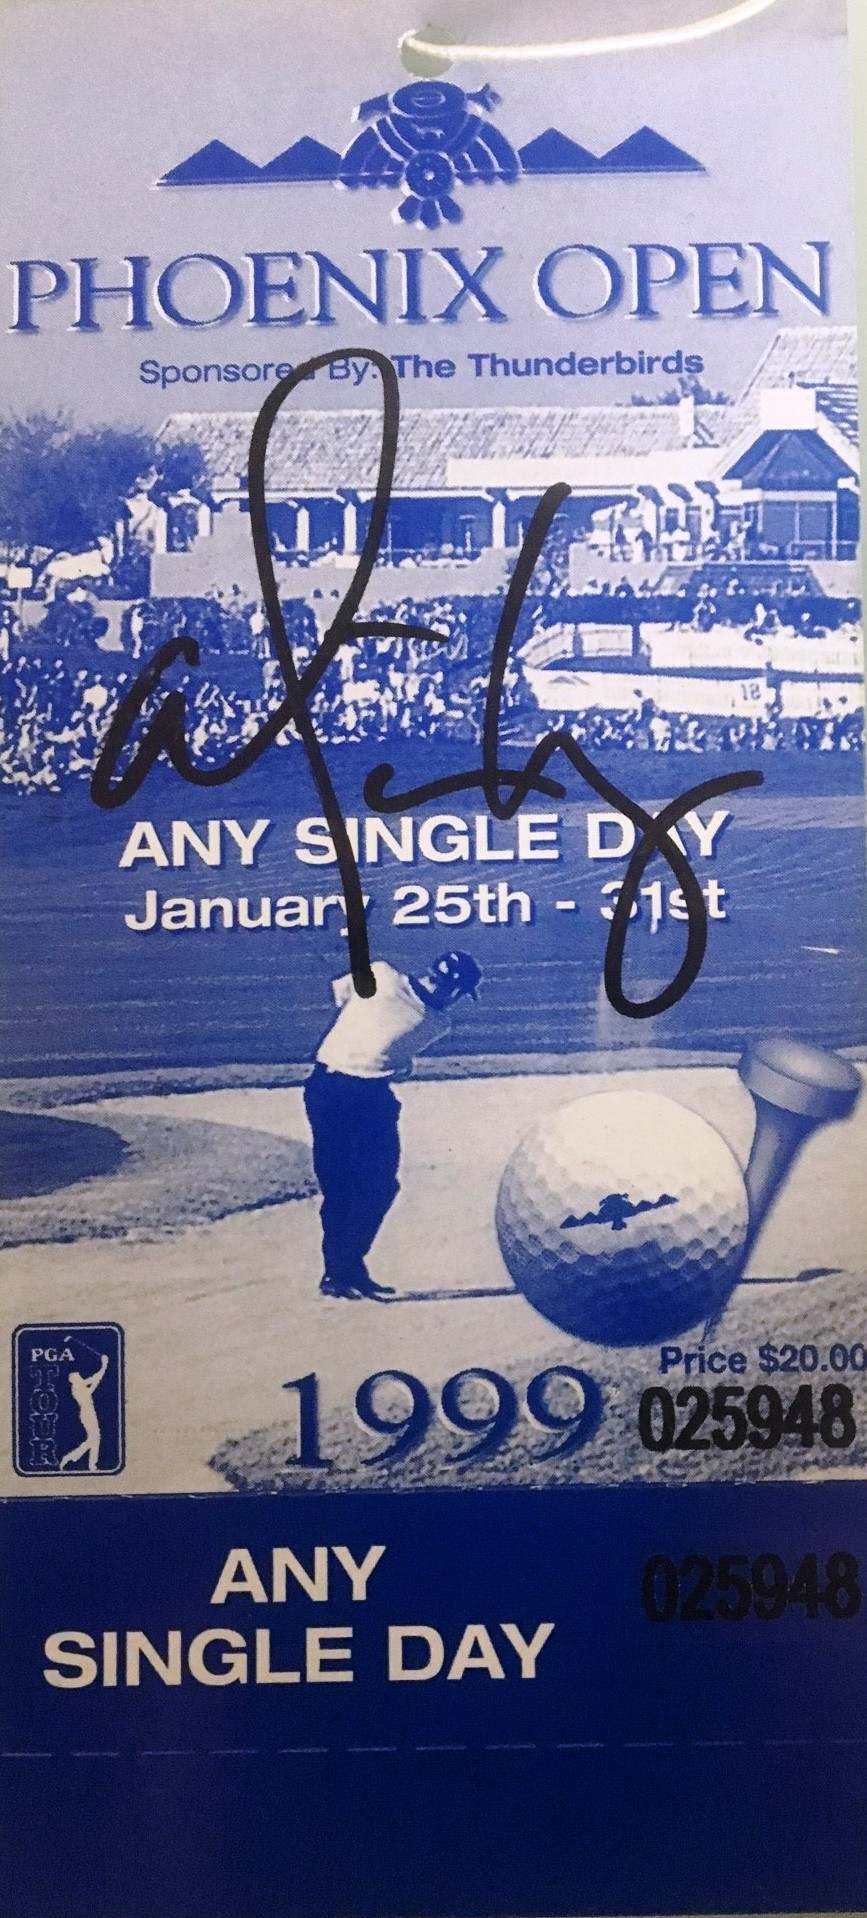 PHOENIX OPEN
Sponsored By: The Thunderbirds
18
ANY SINGLE DAY
January 25th - 31st
PGA
TOUR
1999
Price $20.00
025948
ANY
SINGLE DAY
025948